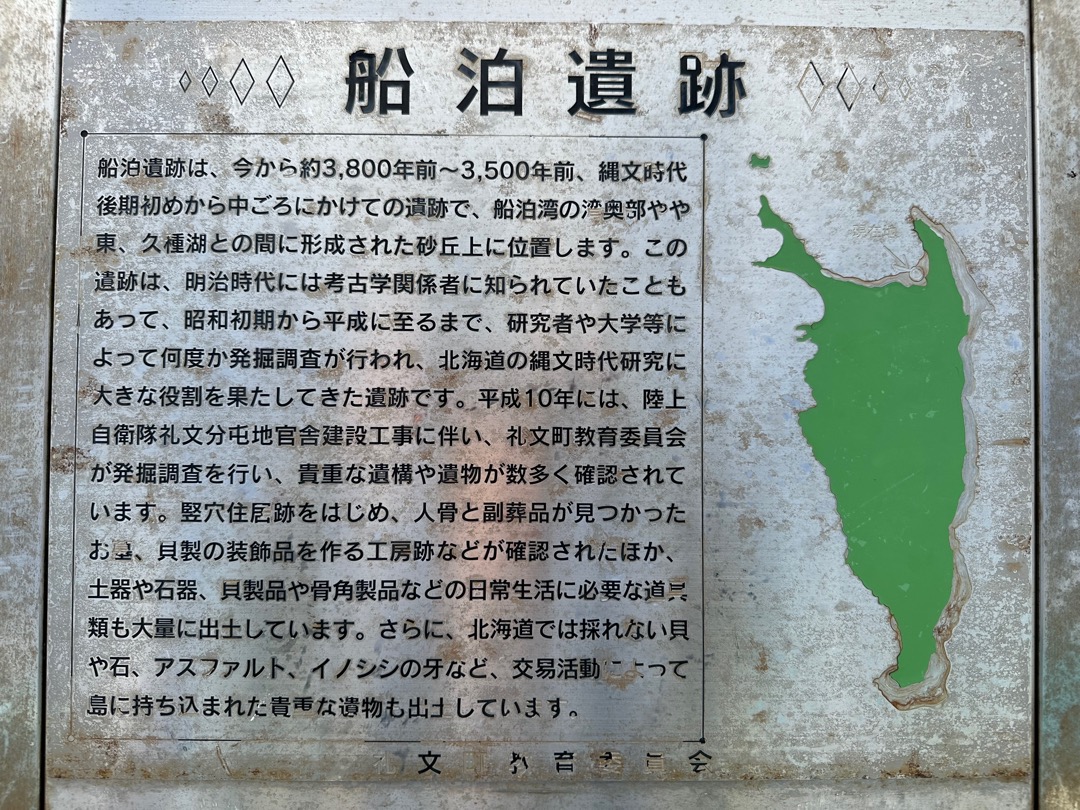 船泊遺跡
船泊遺跡は、今から約3,800年前～3,500年前、縄文時代
後期初めから中ごろにかけての遺跡で、船泊湾の湾奥部やや
東、久種湖との間に形成された砂丘上に位置します。この
遺跡は、明治時代には考古学関係者に知られていたことも
あって、昭和初期から平成に至るまで、研究者や大学等に
よって何度か発掘調査が行われ、北海道の縄文時代研究に
大きな役割を果たしてきた遺跡です。平成10年には、陸上
自衛隊礼文分屯地官舎建設工事に伴い、礼文町教育委員会
が発掘調査を行い、貴重な遺構や遺物が数多く確認されて
います。竪穴住居跡をはじめ、人骨と副葬品が見つかった
お墓、貝製の装飾品を作る工房跡などが確認されたほか、
土器や石器、貝製品や骨角製品などの日常生活に必要な道具
類も大量に出土しています。さらに、北海道では採れない貝
や石、アスファルト、イノシシの牙など、交易活動によって
島に持ち込まれた貴重な遺物も出土しています。
文 教育委員会